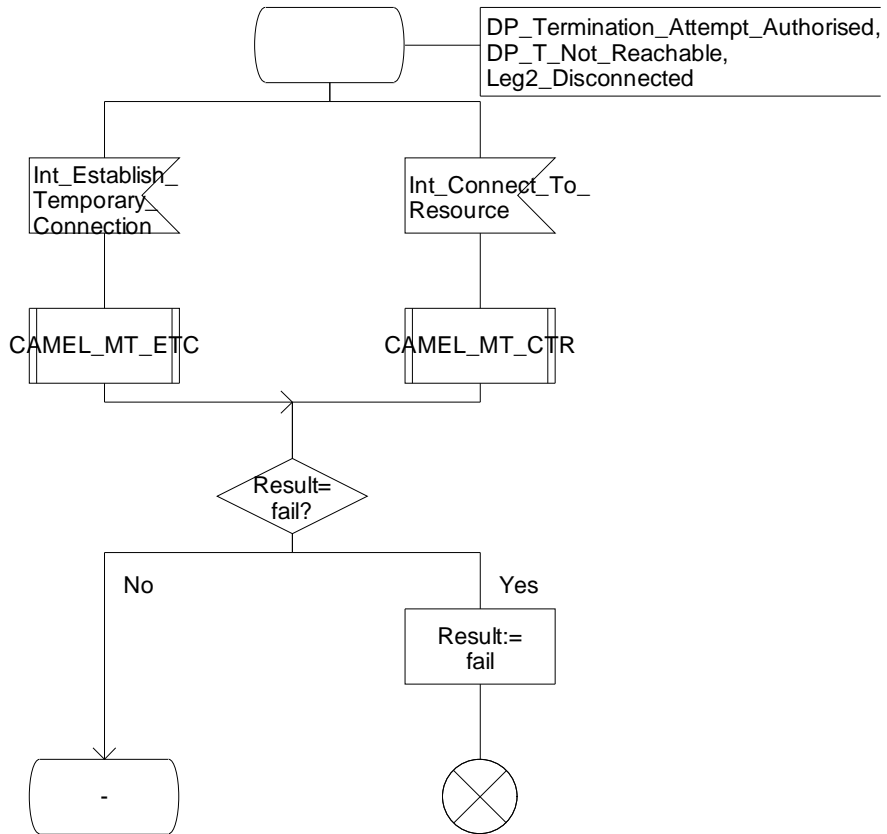 DP_Termination_Attempt_Authorised,
DP_T_Not_Reachable,
Leg2_Disconnected
Int_Establish_
Temporary_
Connection
Int_Connect_To_
Resource
CAMEL_MT_ETC
CAMEL_MT_CTR
Result=
fail?
No
Yes
Result:=
fail
-